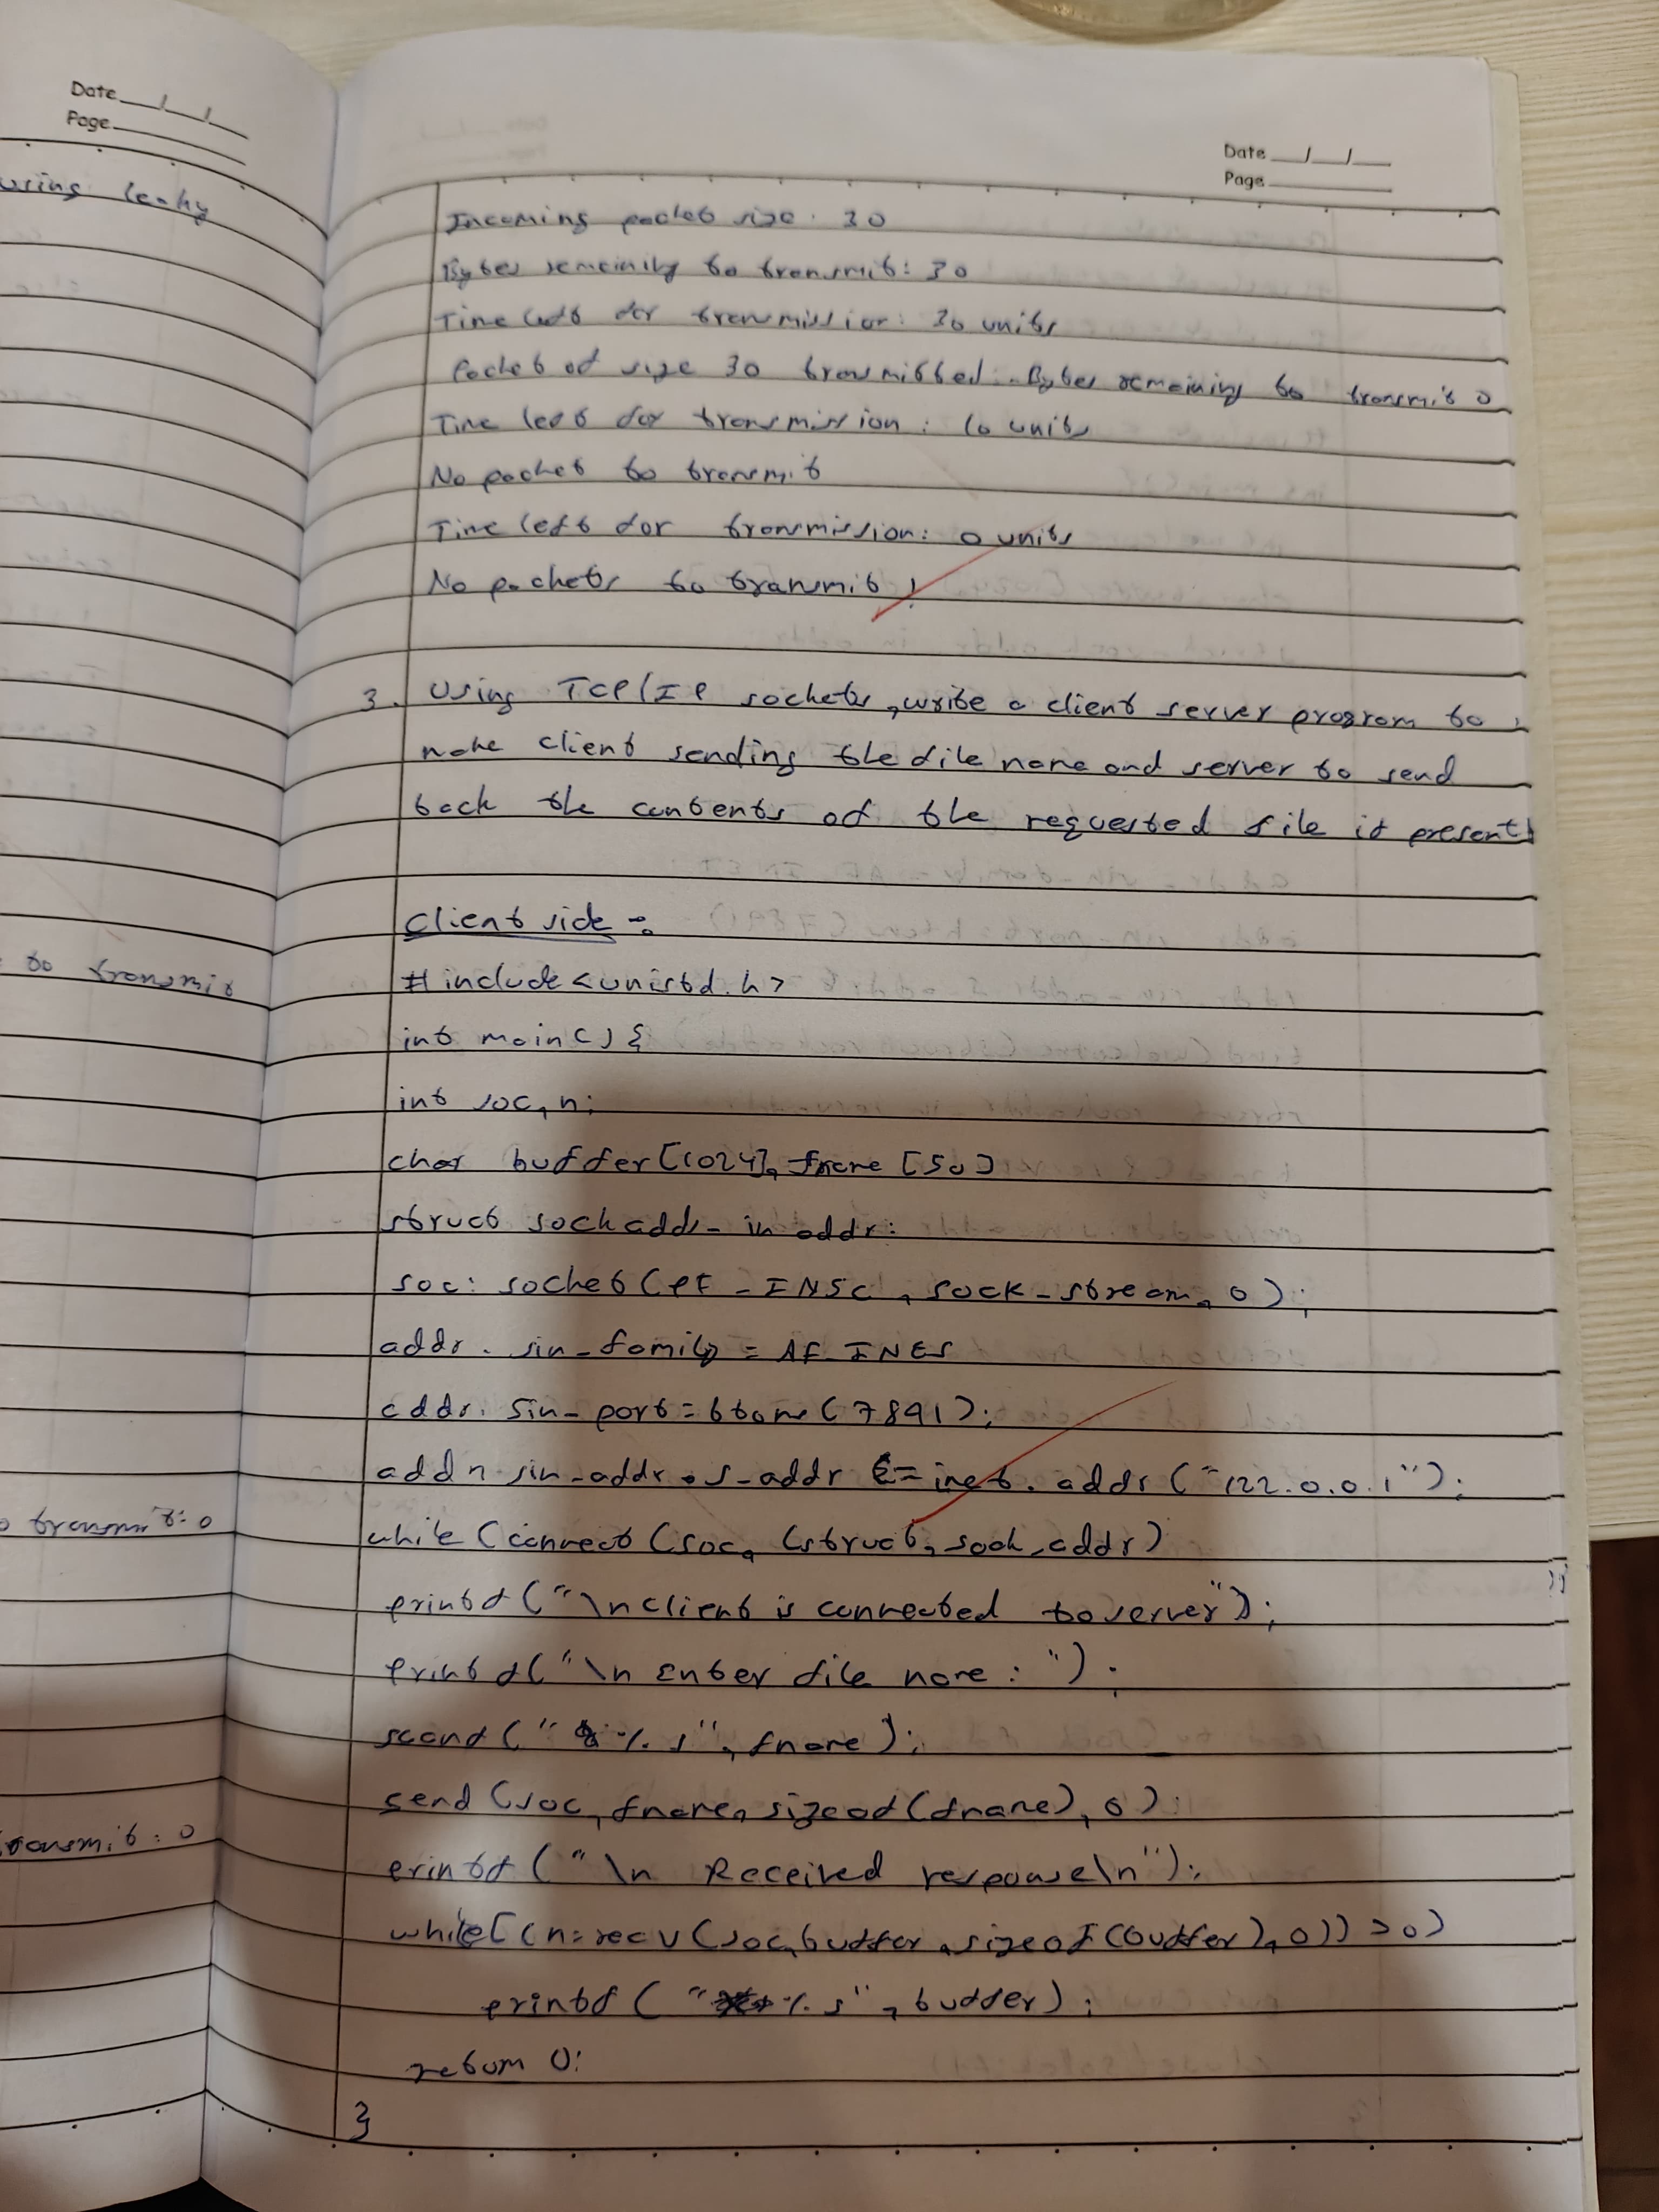 Date
Page
using leaky
to transmit
o transmit: 0
ransmit: 0
Date
Page
Incoming packet size: 30
Bytes remaining to transmit: 30
Time left for transmission: 30 units
Packet of size 30 transmitted. Bytes remaining to transmit 0
Time left for transmission: 10 units
No packet to transmit
Time left for transmission: 0 units
No packets to transmit!
3. Using TCP/IP sockets, write a client server program to
make client sending the file name and server to send
back the contents of the requested file if present
Client side :
#include <unistd.h>
int main() {
int soc, n;
char buffer[1024], fname [50]
struct sockaddr_in addr;
soc: socket (PF_INSC, SOCK_stream, 0);
addr. sin_family = AF_INES
addr. sin_port = htons (7891);
addr sin_addr.s_addr = inet. addr ("122.0.0.1");
while (connect (soc, (struct, sock_addr)
printf ("\nclient is connected to server");
printf ("\n Enter file name : ");
scanf ("%s", fname);
send (soc, fname, sizeof(fname), 0);
printf ("\n Received response\n");
while[(n=recv(soc,buffer,sizeof(buffer),0)) >0)
printf ("%s", buffer);
return 0;
}